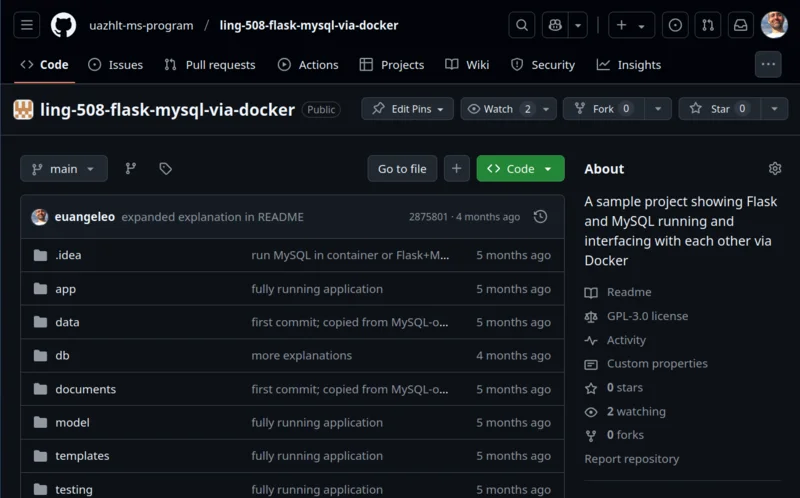 uazhlt-ms-program / ling-508-flask-mysql-via-docker
Code Issues Pull requests Actions Projects Wiki Security Insights
ling-508-flask-mysql-via-docker Public Edit Pins Watch 2 Fork 0 Star 0
main Go to file Code
euangeleo expanded explanation in README 2875801 · 4 months ago
.idea run MySQL in container or Flask+M... 5 months ago
app fully running application 5 months ago
data first commit; copied from MySQL-o... 5 months ago
db more explanations 4 months ago
documents first commit; copied from MySQL-o... 5 months ago
model fully running application 5 months ago
templates fully running application 5 months ago
testing fully running application 5 months ago
About
A sample project showing Flask
and MySQL running and
interfacing with each other via
Docker
Readme
GPL-3.0 license
Activity
Custom properties
0 stars
2 watching
0 forks
Report repository